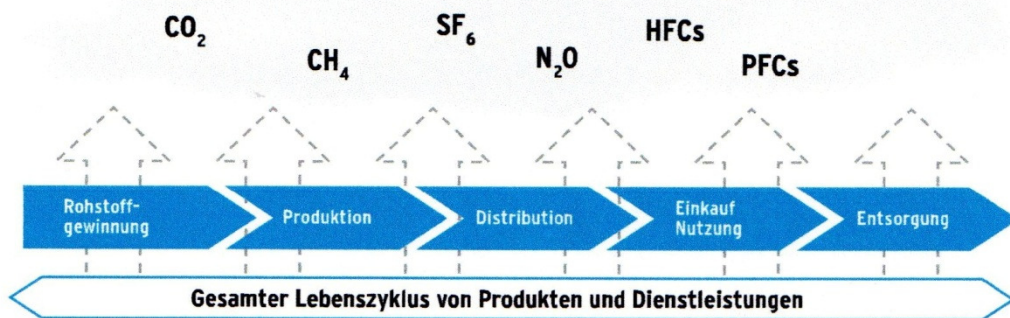 CO₂
CH₄
SF₆
N₂O
HFCs
PFCs
Rohstoff-
gewinnung
Produktion
Distribution
Einkauf
Nutzung
Entsorgung
Gesamter Lebenszyklus von Produkten und Dienstleistungen